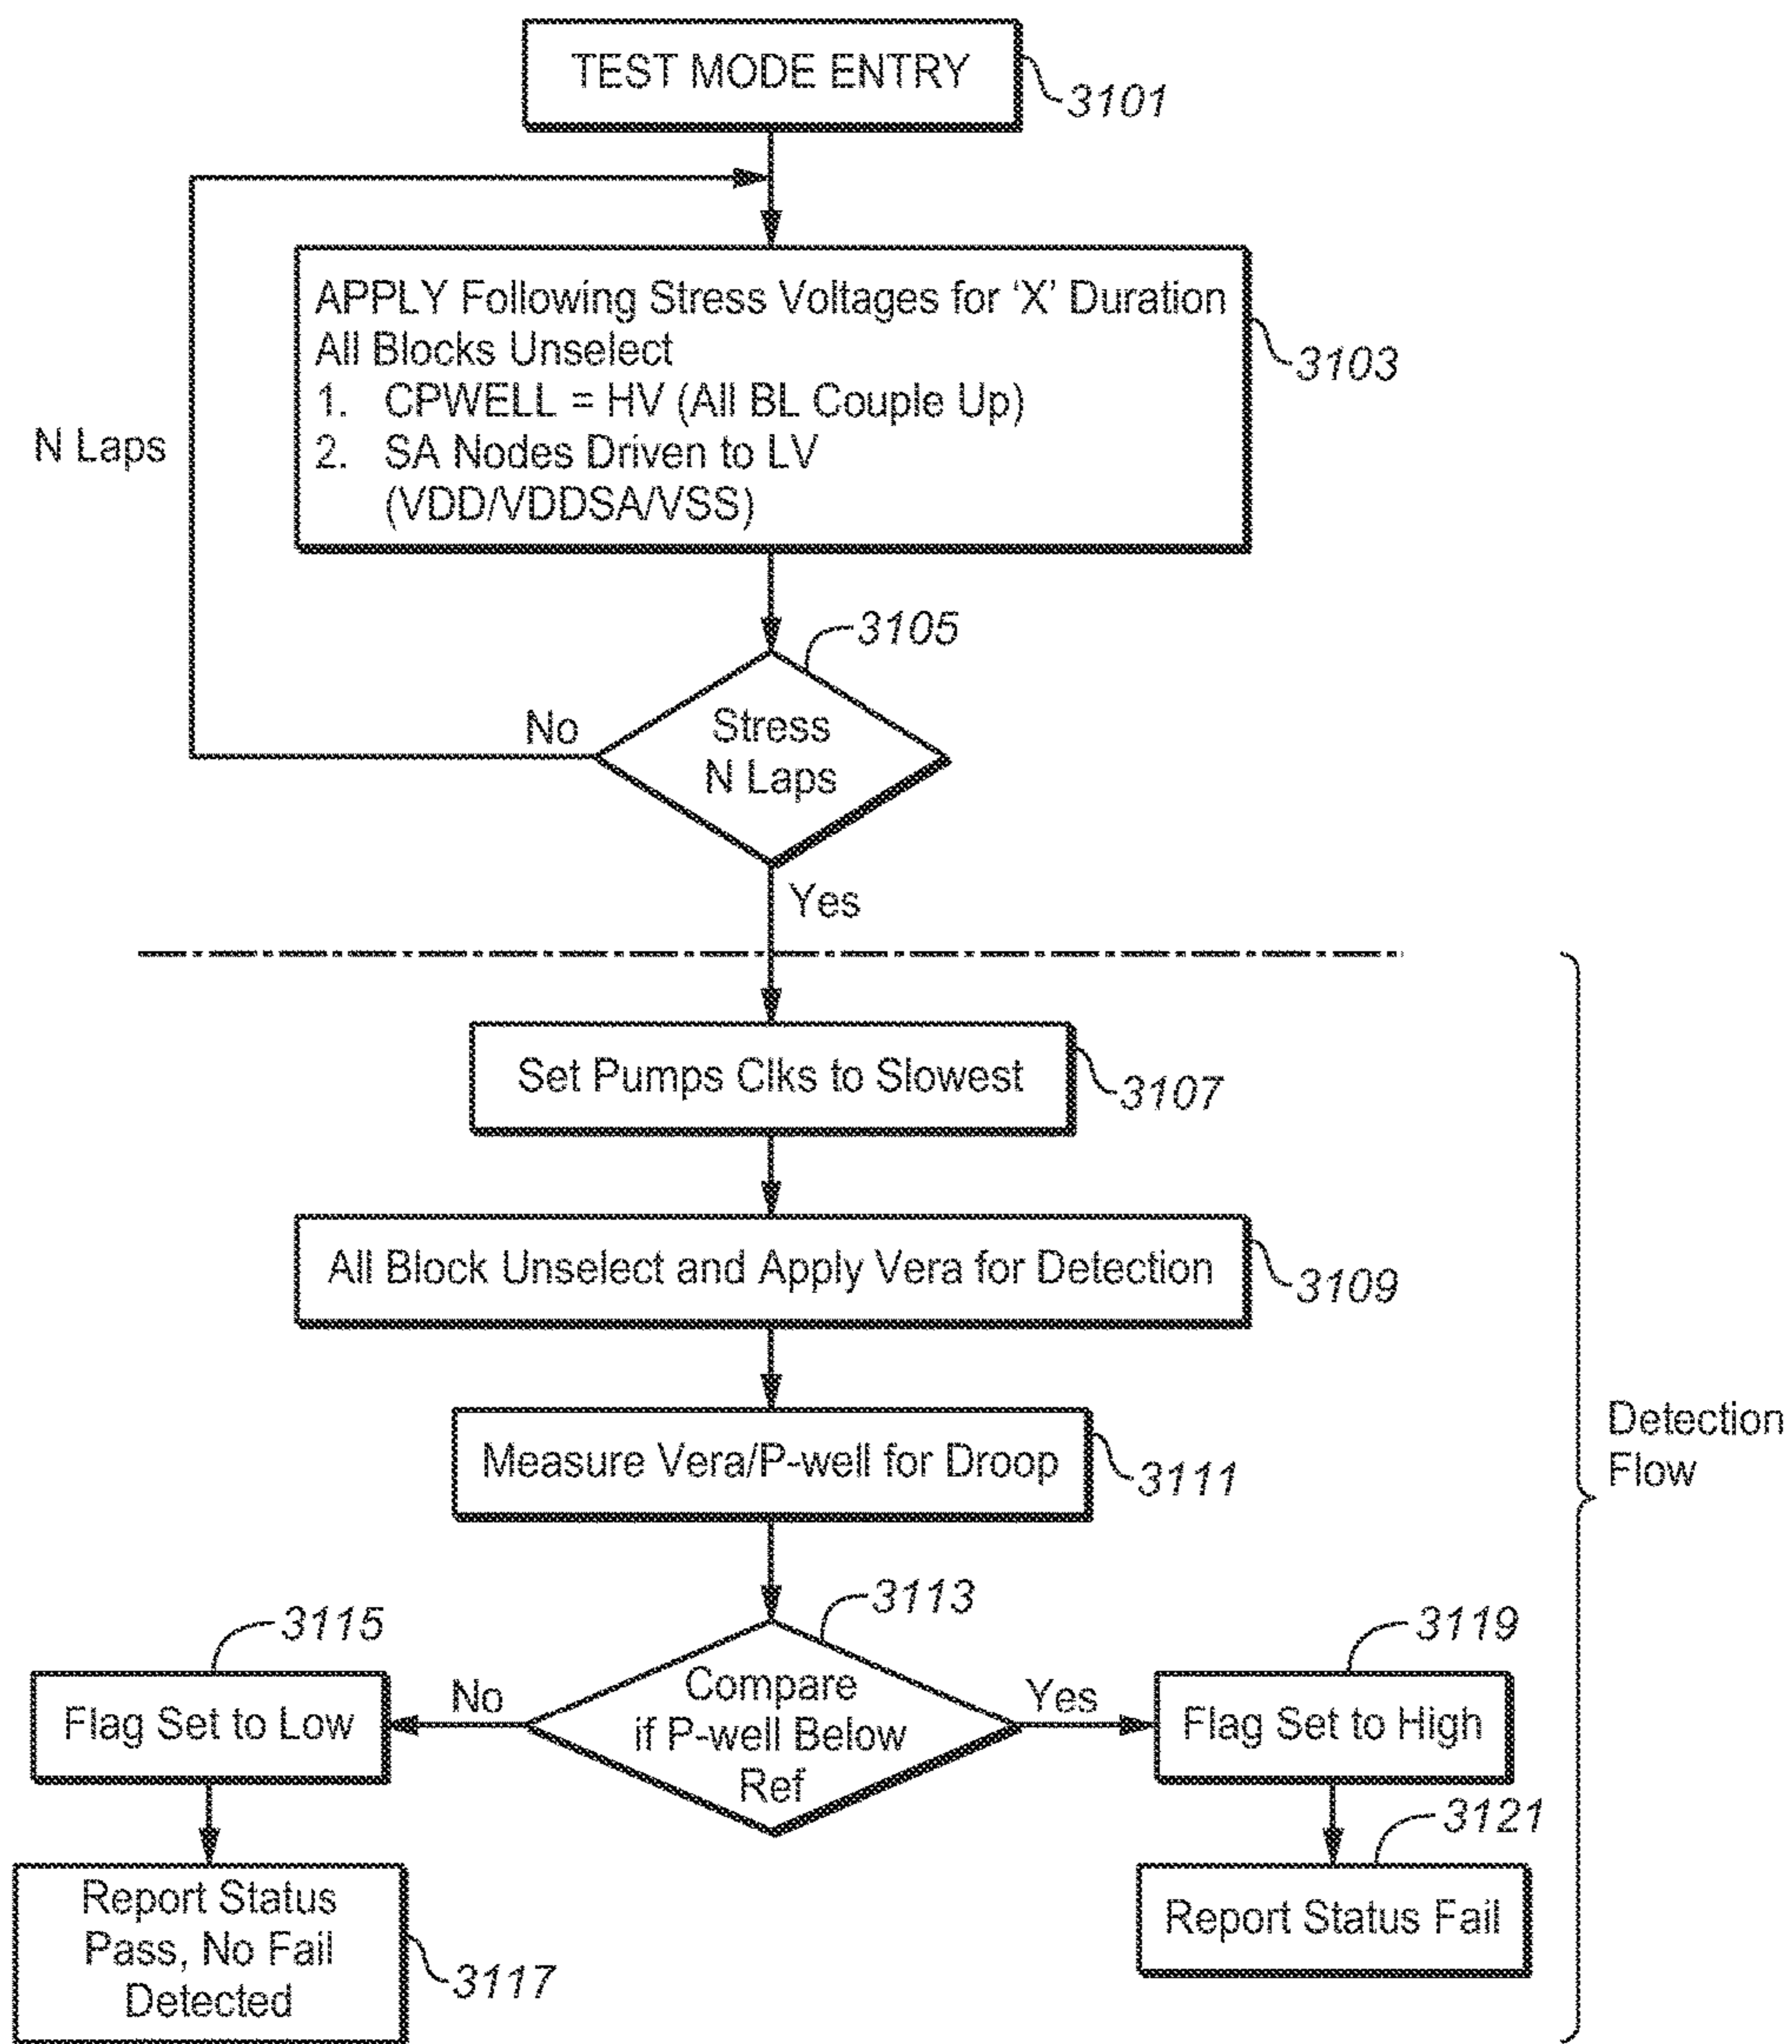 TEST MODE ENTRY
3101
APPLY Following Stress Voltages for ‘X’ Duration
All Blocks Unselect
1. CPWELL = HV (All BL Couple Up)
2. SA Nodes Driven to LV
(VDD/VDDSA/VSS)
3103
N Laps
3105
Stress
N Laps
No
Yes
Set Pumps Clks to Slowest
3107
All Block Unselect and Apply Vera for Detection
3109
Measure Vera/P-well for Droop
3111
Detection
Flow
3113
Compare
if P-well Below
Ref
No
Yes
3115
Flag Set to Low
3119
Flag Set to High
Report Status
Pass, No Fail
Detected
3117
3121
Report Status Fail